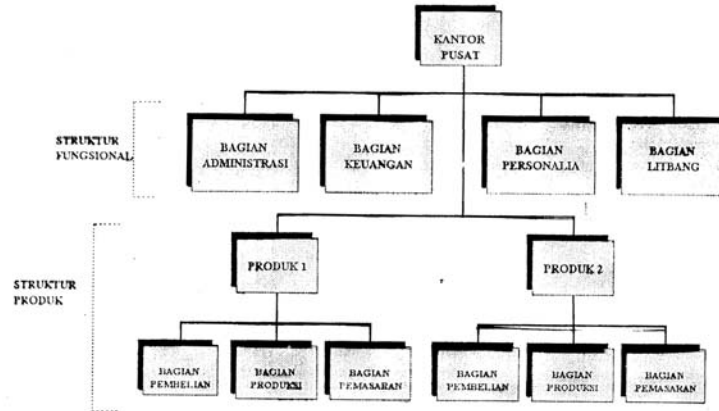 KANTOR
PUSAT
STRUKTUR
FUNGSIONAL
BAGIAN
ADMINISTRASI
BAGIAN
KEUANGAN
BAGIAN
PERSONALIA
BAGIAN
LITBANG
STRUKTUR
PRODUK
PRODUK 1
PRODUK 2
BAGIAN
PEMBELIAN
BAGIAN
PRODUKSI
BAGIAN
PEMASARAN
BAGIAN
PEMBELIAN
BAGIAN
PRODUKSI
BAGIAN
PEMASARAN